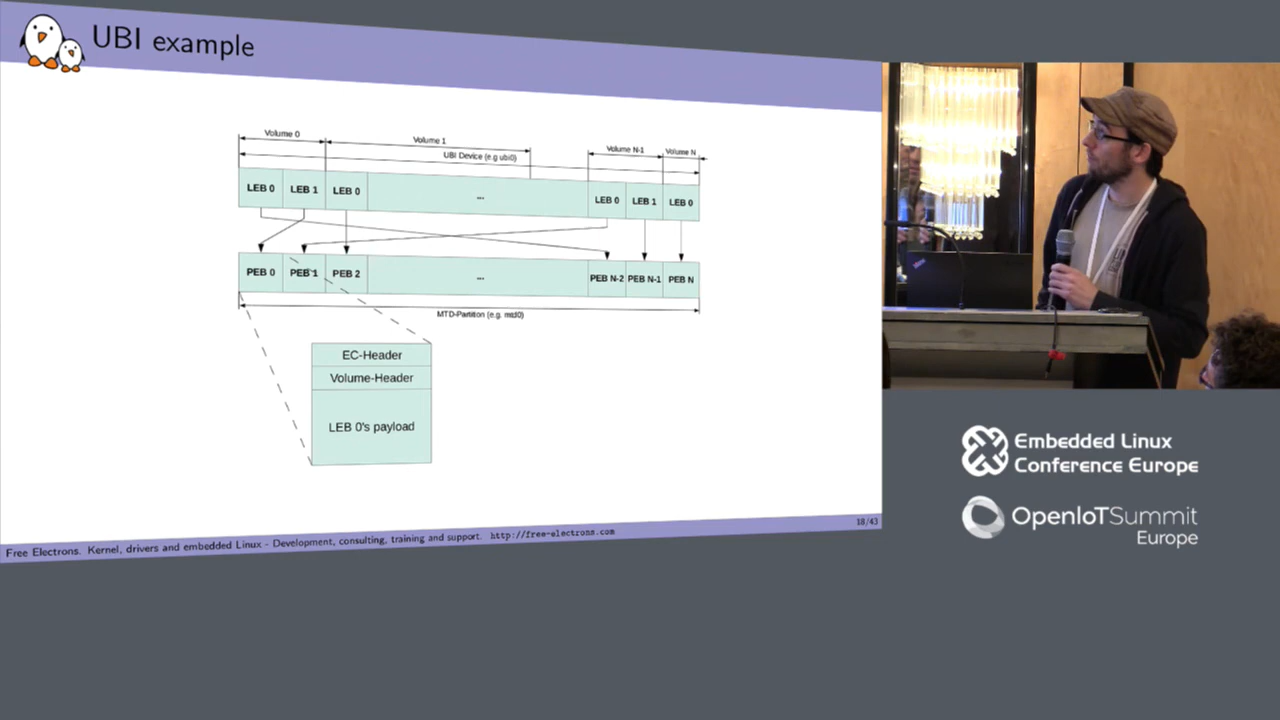 UBI example
Volume 0
Volume 1
Volume N-1
Volume N
UBI Device (e.g ubi0)
LEB 0
LEB 1
LEB 0
...
LEB 0
LEB 1
LEB 0
PEB 0
PEB 1
PEB 2
...
PEB N-2
PEB N-1
PEB N
MTD-Partition (e.g. mtd0)
EC-Header
Volume-Header
LEB 0's payload
18/43
Free Electrons. Kernel, drivers and embedded Linux - Development, consulting, training and support. http://free-electrons.com
Embedded Linux
Conference Europe
OpenIoTSummit
Europe